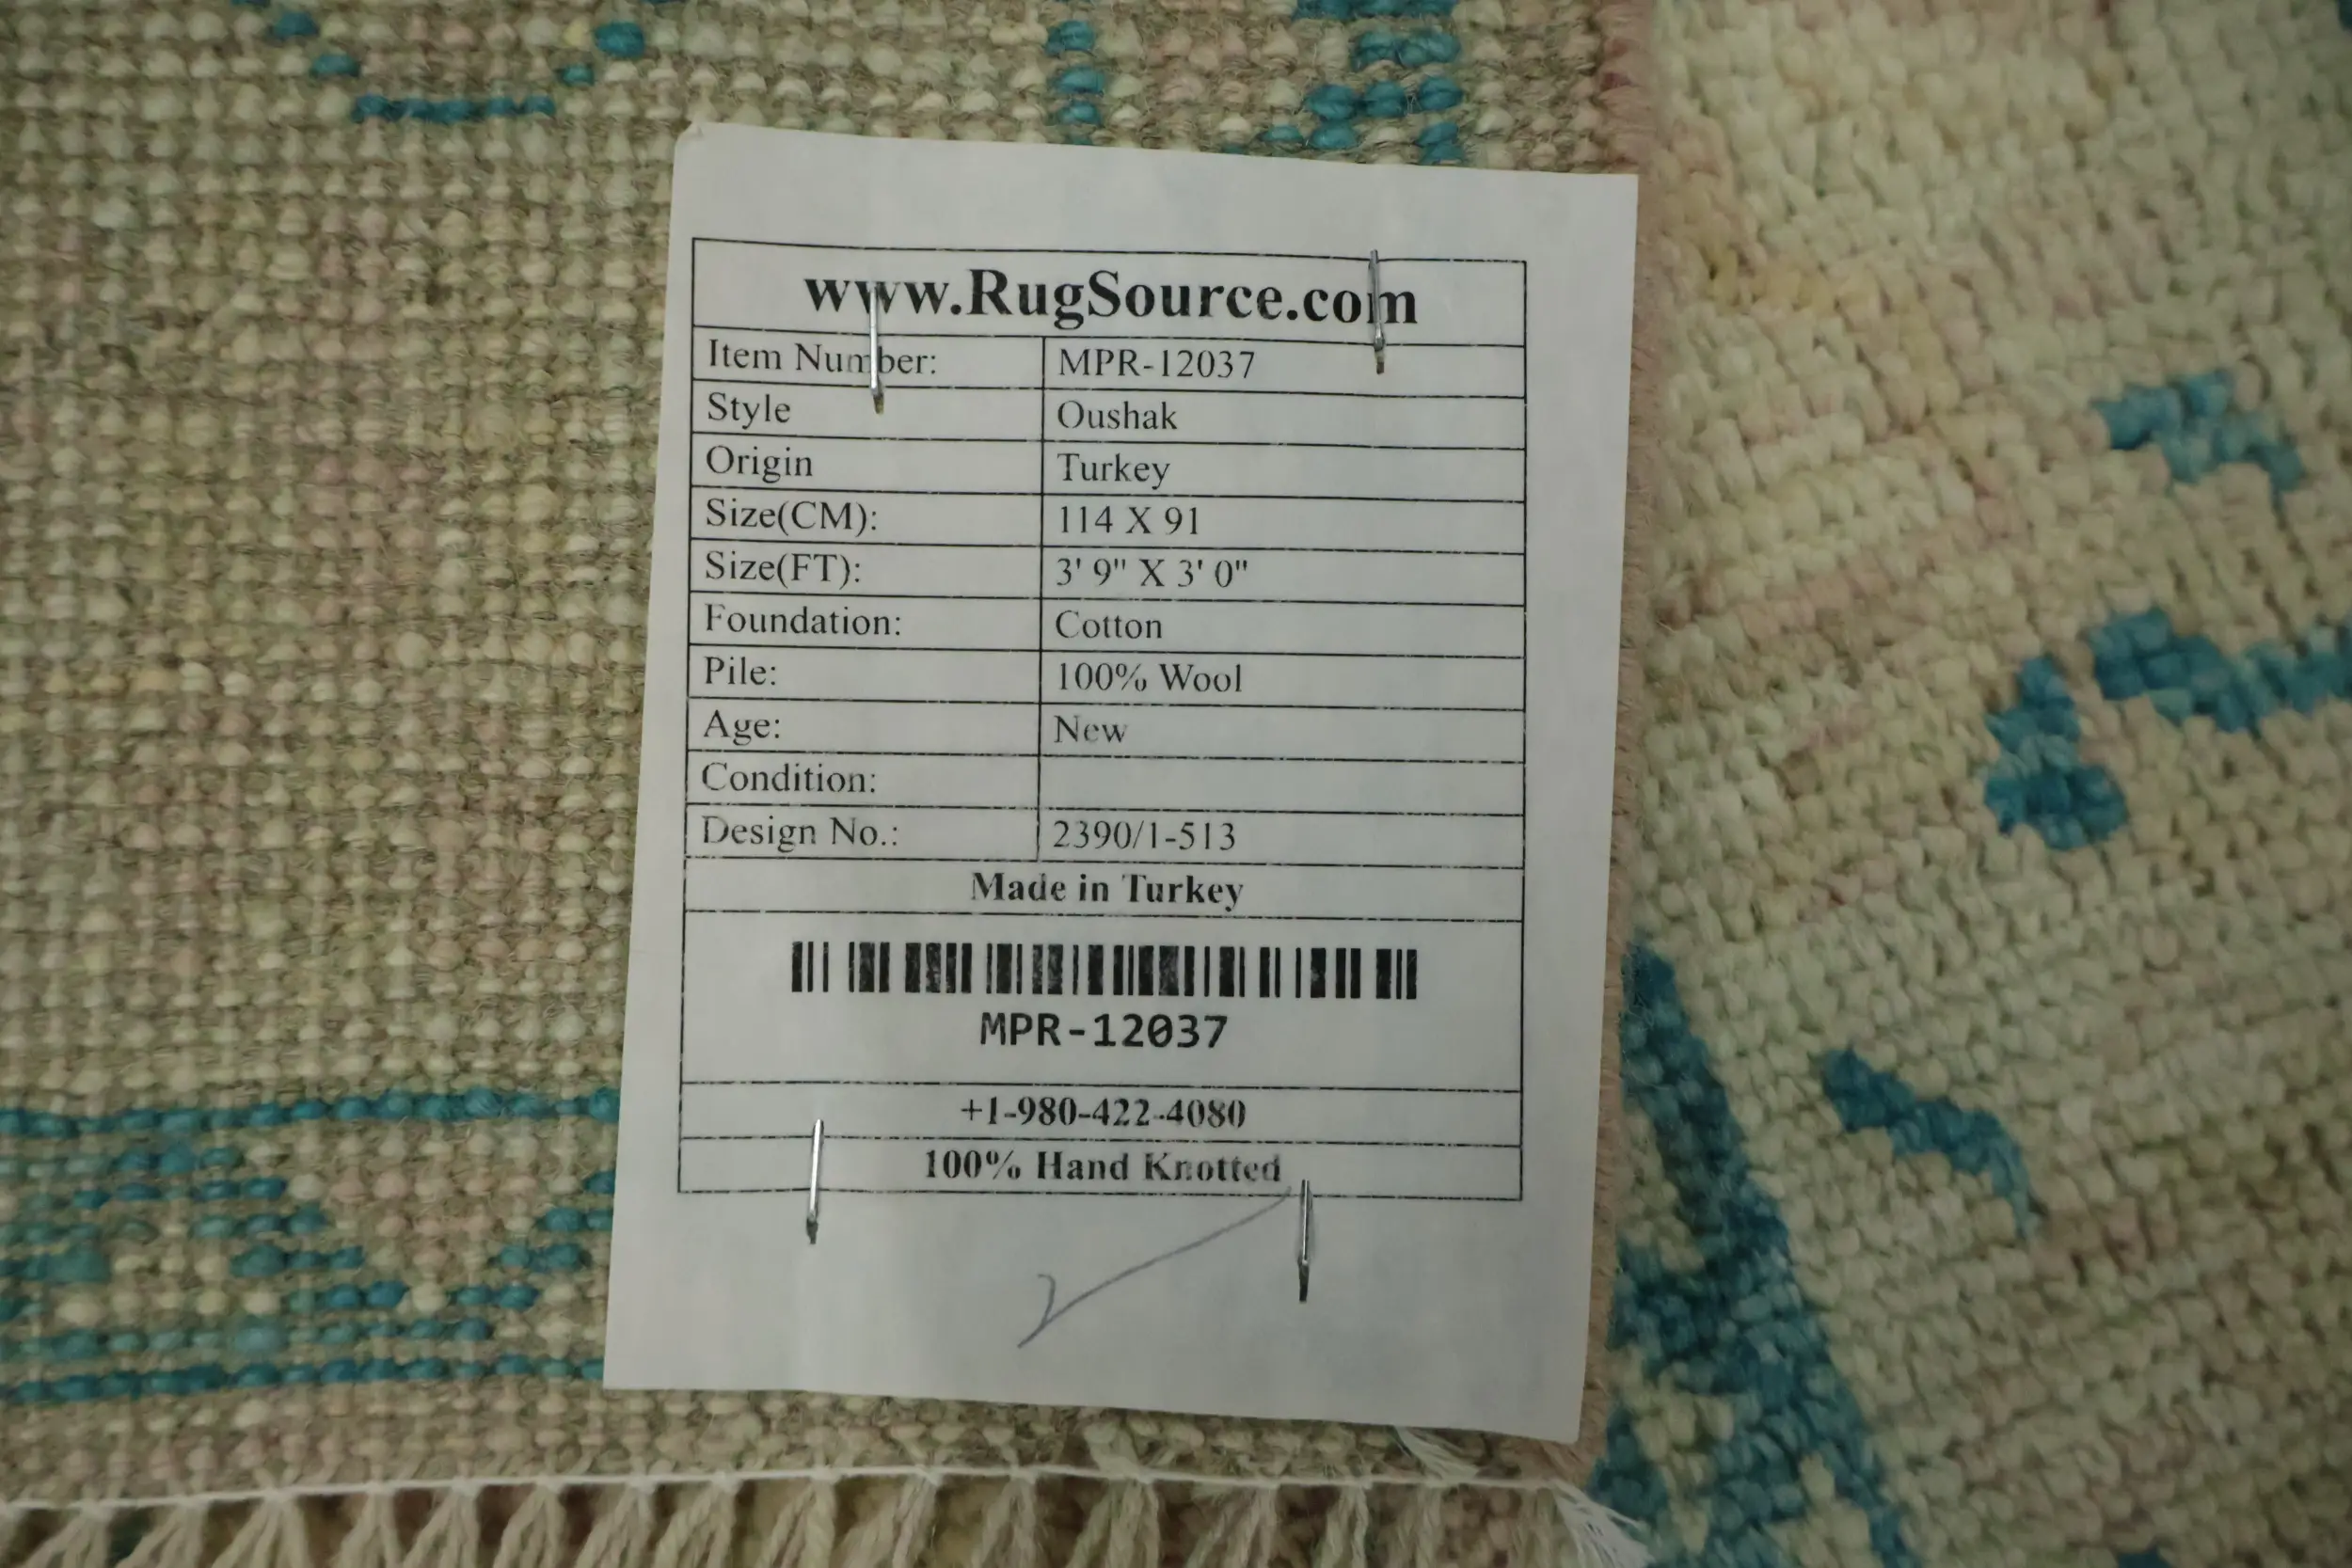 www.RugSource.com
Item Number: MPR-12037
Style Oushak
Origin Turkey
Size(CM): 114 X 91
Size(FT): 3' 9" X 3' 0"
Foundation: Cotton
Pile: 100% Wool
Age: New
Condition:
Design No.: 2390/1-513
Made in Turkey
MPR-12037
+1-980-422-4080
100% Hand Knotted